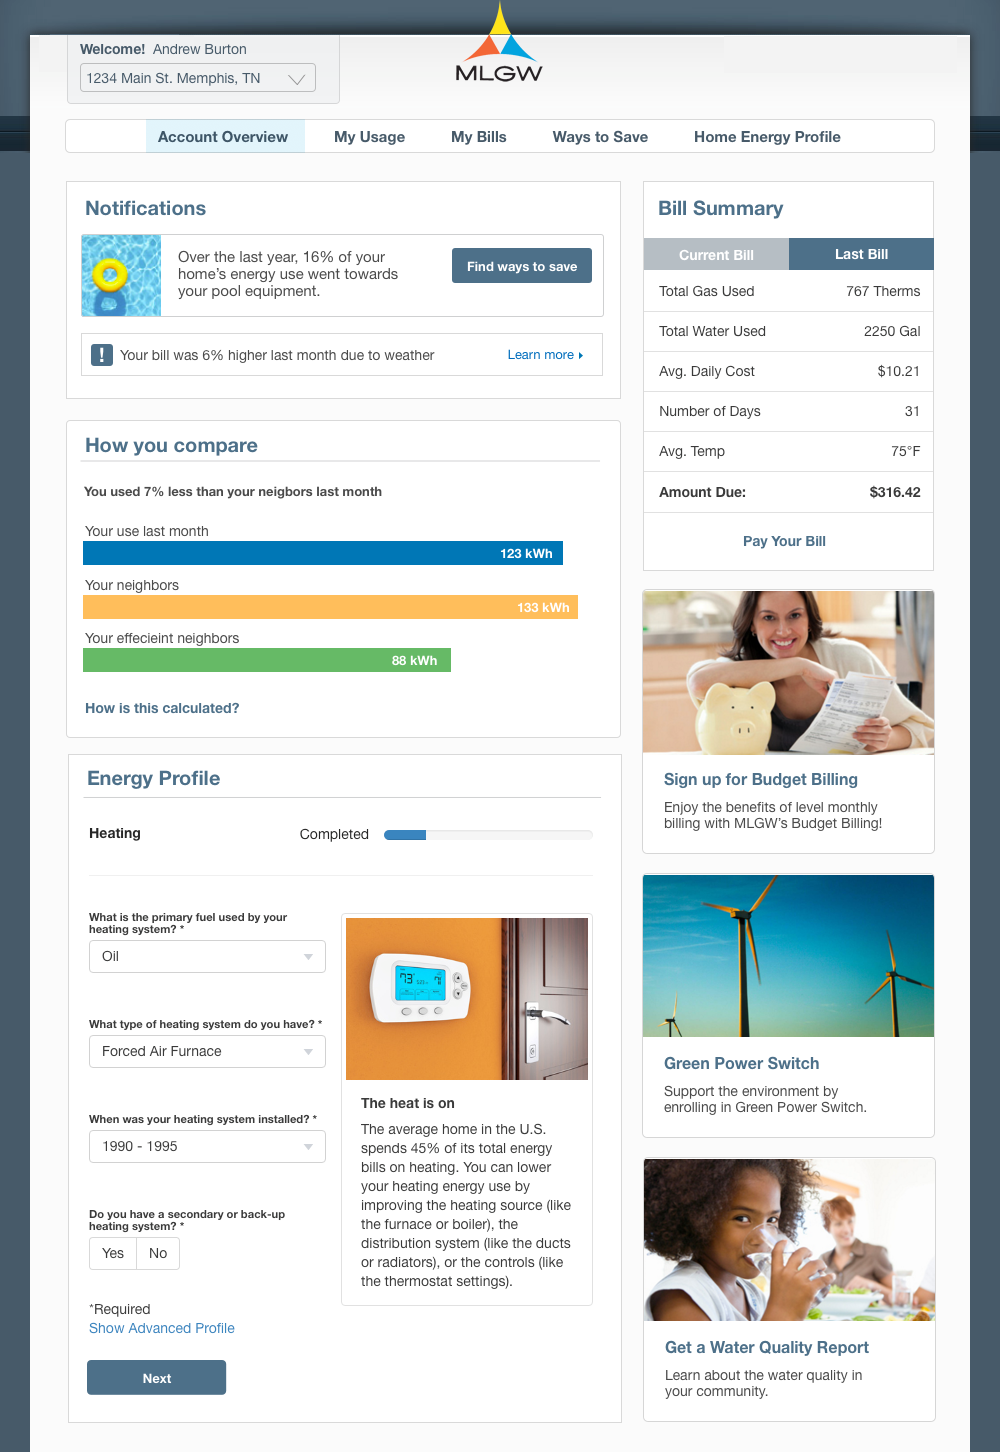 Welcome! Andrew Burton
1234 Main St. Memphis, TN
MLGW
Account Overview
My Usage
My Bills
Ways to Save
Home Energy Profile
Notifications
Over the last year, 16% of your
home's energy use went towards
your pool equipment.
Find ways to save
! Your bill was 6% higher last month due to weather
Learn more
How you compare
You used 7% less than your neigbors last month
Your use last month
123 kWh
Your neighbors
133 kWh
Your effecieint neighbors
88 kWh
How is this calculated?
Energy Profile
Heating
Completed
What is the primary fuel used by your
heating system? *
Oil
What type of heating system do you have? *
Forced Air Furnace
When was your heating system installed? *
1990 - 1995
Do you have a secondary or back-up
heating system? *
Yes
No
*Required
Show Advanced Profile
Next
73
The heat is on
The average home in the U.S.
spends 45% of its total energy
bills on heating. You can lower
your heating energy use by
improving the heating source (like
the furnace or boiler), the
distribution system (like the ducts
or radiators), or the controls (like
the thermostat settings).
Bill Summary
Current Bill
Last Bill
Total Gas Used 767 Therms
Total Water Used 2250 Gal
Avg. Daily Cost $10.21
Number of Days 31
Avg. Temp 75°F
Amount Due: $316.42
Pay Your Bill
Sign up for Budget Billing
Enjoy the benefits of level monthly
billing with MLGW's Budget Billing!
Green Power Switch
Support the environment by
enrolling in Green Power Switch.
Get a Water Quality Report
Learn about the water quality in
your community.